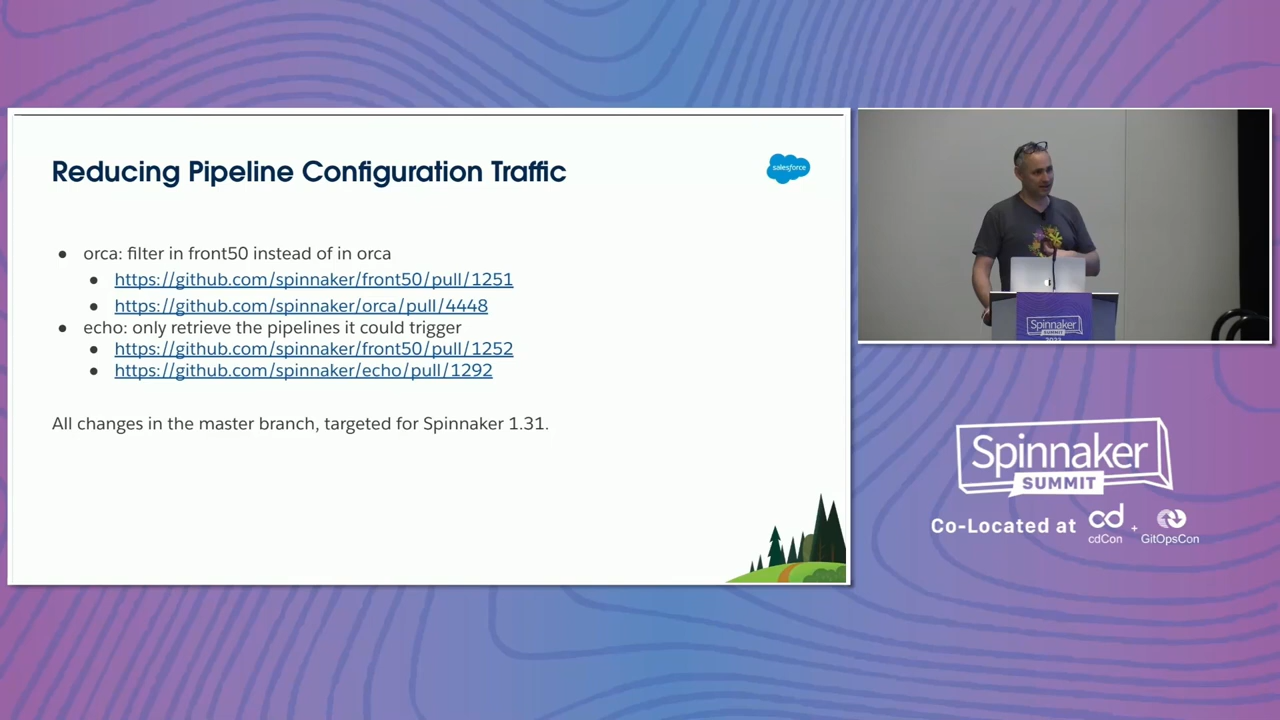 Reducing Pipeline Configuration Traffic
salesforce
● orca: filter in front50 instead of in orca
● https://github.com/spinnaker/front50/pull/1251
● https://github.com/spinnaker/orca/pull/4448
● echo: only retrieve the pipelines it could trigger
● https://github.com/spinnaker/front50/pull/1252
● https://github.com/spinnaker/echo/pull/1292
All changes in the master branch, targeted for Spinnaker 1.31.
Spinnaker
SUMMIT
Spinnaker
SUMMIT
Co-Located at cd + 
cdCon GitOpsCon